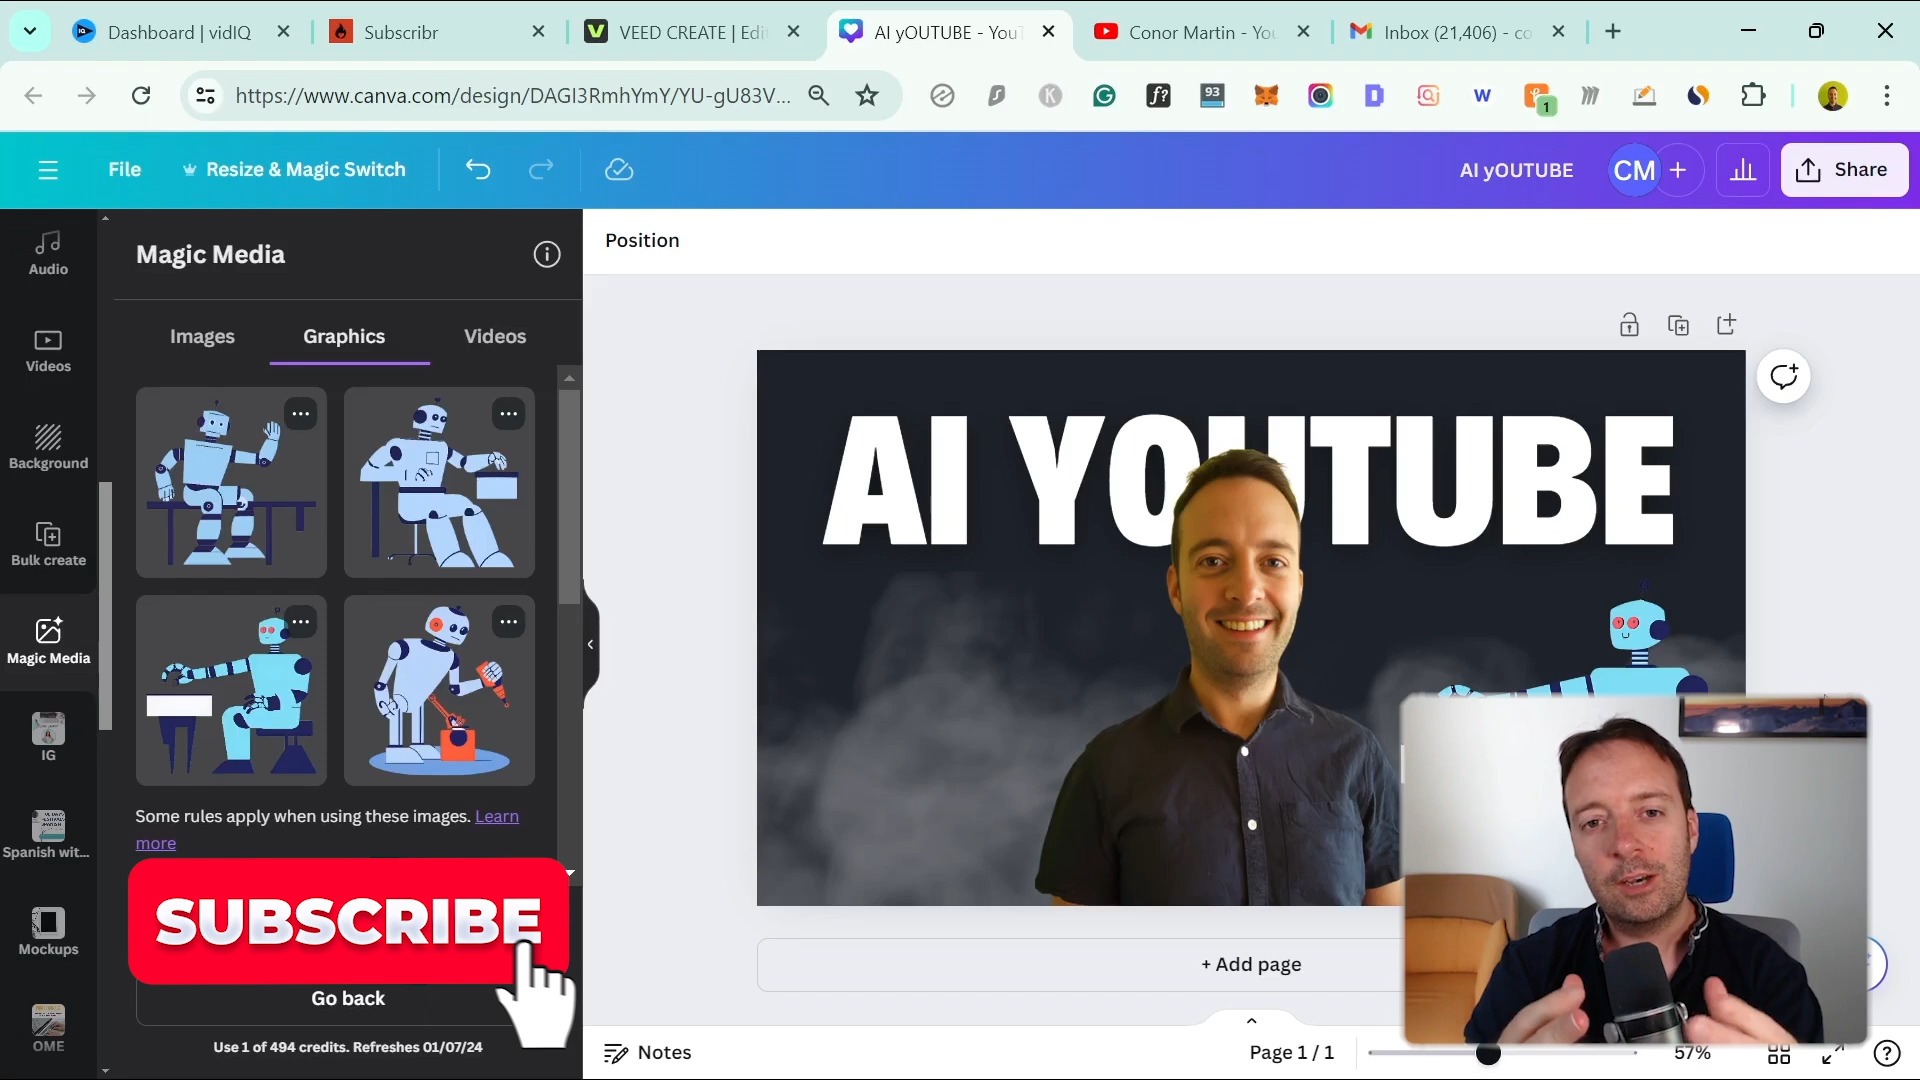 Dashboard | vidIQ
Subscribr
VEED CREATE | Edi
AI yOUTUBE - You
Conor Martin - You
Inbox (21,406) - co
https://www.canva.com/design/DAGI3RmhYmY/YU-gU83V...
93
1
File
Resize & Magic Switch
AI yOUTUBE
CM
Share
Audio
Videos
Background
Bulk create
Magic Media
IG
Spanish wit...
Mockups
OME
Magic Media
Images
Graphics
Videos
Some rules apply when using these images. Learn
more
SUBSCRIBE
Go back
Use 1 of 494 credits. Refreshes 01/07/24
Position
AI YOUTUBE
+ Add page
Notes
Page 1 / 1
57%